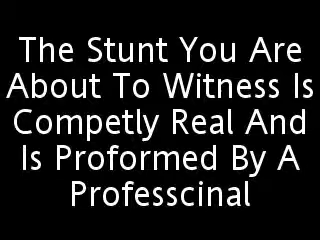 The Stunt You Are
About To Witness Is
Competly Real And
Is Proformed By A
Professcinal